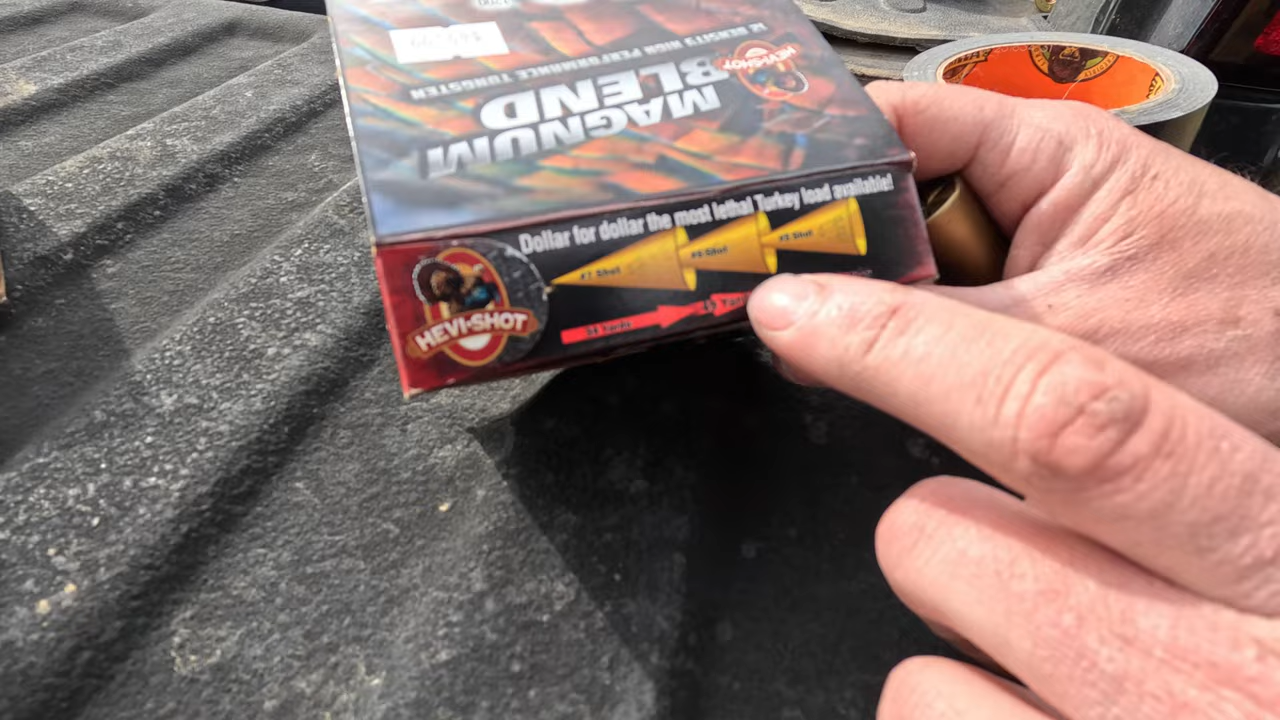 12 DENSITY HIGH PERFORMANCE TUNGSTEN
MAGNUM
BLEND
HEVI-SHOT
Dollar for dollar the most lethal Turkey load available!
#7 Shot
#6 Shot
#5 Shot
HEVI-SHOT